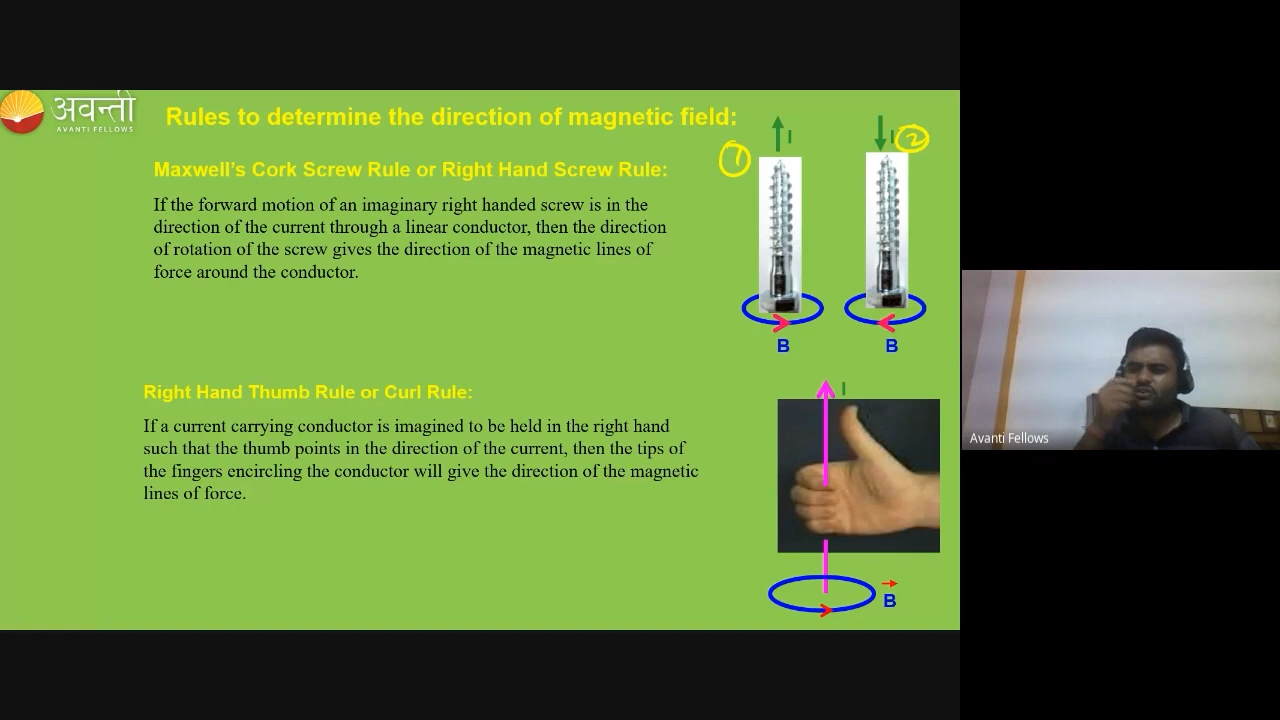 अवन्ती
AVANTI FELLOWS
Rules to determine the direction of magnetic field:
Maxwell's Cork Screw Rule or Right Hand Screw Rule:
If the forward motion of an imaginary right handed screw is in the
direction of the current through a linear conductor, then the direction
of rotation of the screw gives the direction of the magnetic lines of
force around the conductor.
I
1
I
2
B
B
Right Hand Thumb Rule or Curl Rule:
If a current carrying conductor is imagined to be held in the right hand
such that the thumb points in the direction of the current, then the tips of
the fingers encircling the conductor will give the direction of the magnetic
lines of force.
I
B
Avanti Fellows